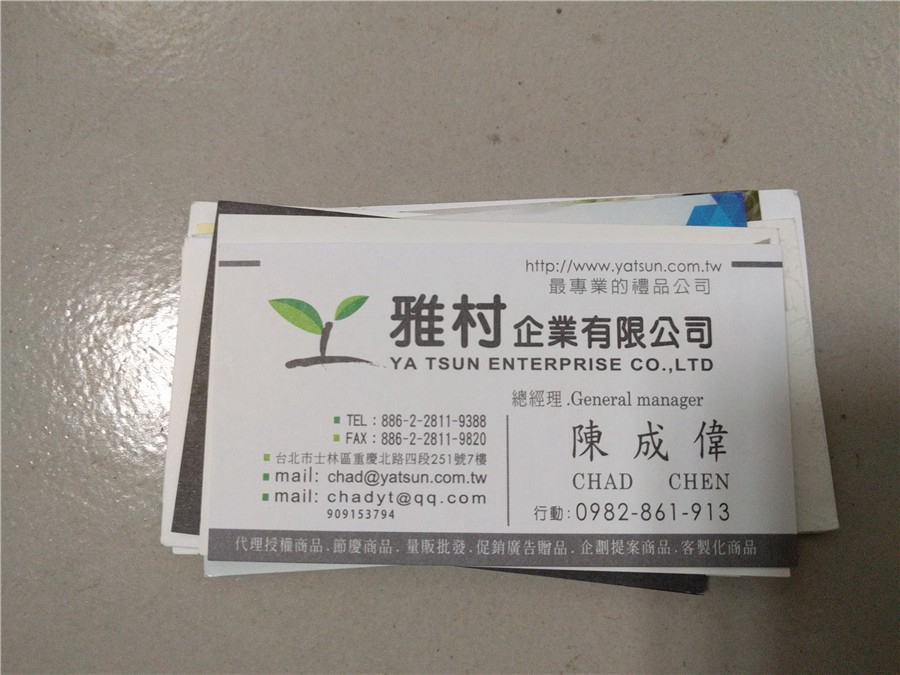 http://www.yatsun.com.tw
最專業的禮品公司
雅村企業有限公司
YA TSUN ENTERPRISE CO.,LTD
總經理.General manager
陳成偉
CHAD CHEN
行動:0982-861-913
TEL:886-2-2811-9388
FAX:886-2-2811-9820
台北市士林區重慶北路四段251號7樓
mail: chad@yatsun.com.tw
mail: chadyt@qq.com
909153794
代理授權商品.節慶商品.量販批發.促銷廣告贈品.企劃提案商品.客製化商品